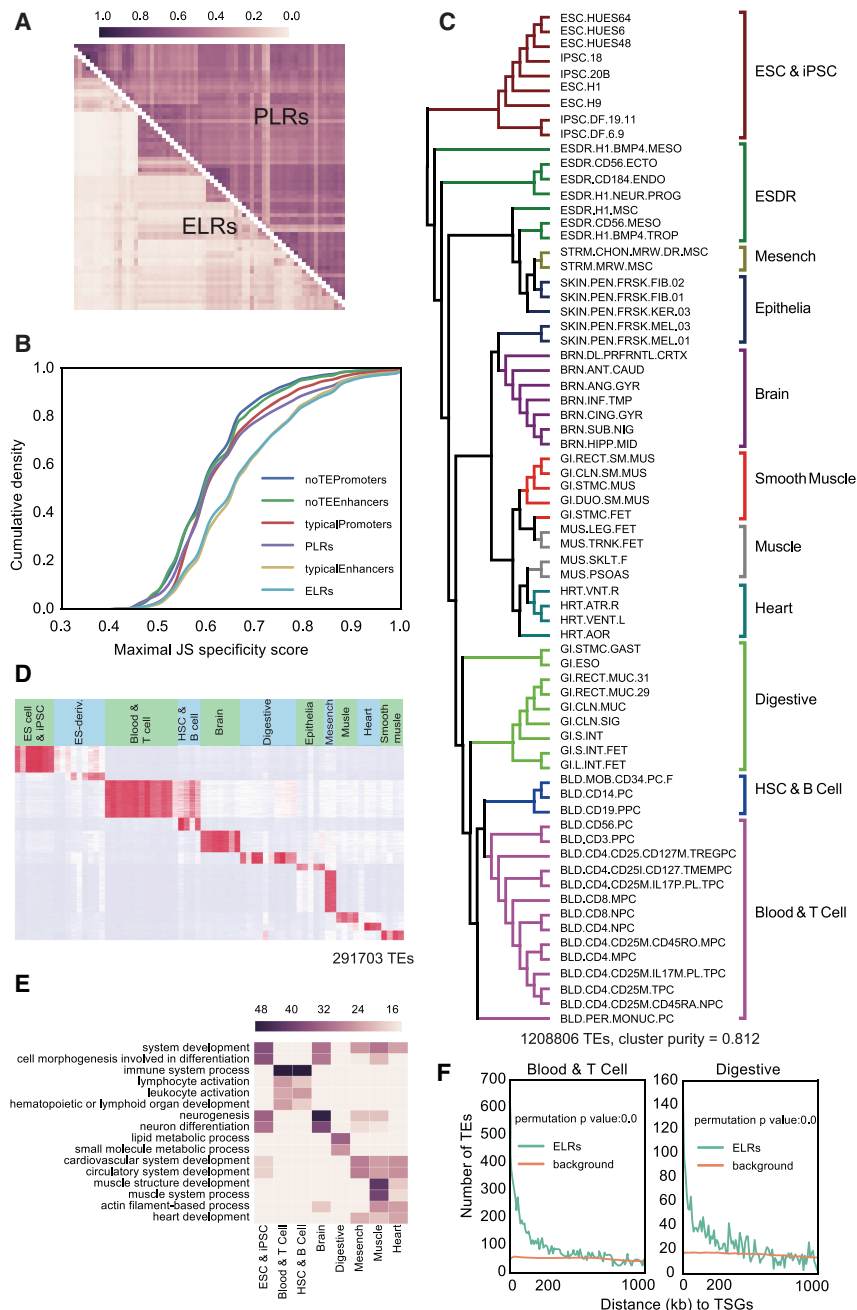 A
1.0 0.8 0.6 0.4 0.2 0.0
PLRs
ELRs
B
Cumulative density
1.0
0.8
0.6
0.4
0.2
0.0
noTEPromoters
noTEEnhancers
typicalPromoters
PLRs
typicalEnhancers
ELRs
0.3 0.4 0.5 0.6 0.7 0.8 0.9 1.0
Maximal JS specificity score
C
ESC.HUES64
ESC.HUES6
ESC.HUES48
IPSC.18
IPSC.20B
ESC.H1
ESC.H9
IPSC.DF.19.11
IPSC.DF.6.9
ESC & iPSC
ESDR.H1.BMP4.MESO
ESDR.CD56.ECTO
ESDR.CD184.ENDO
ESDR.H1.NEUR.PROG
ESDR.H1.MSC
ESDR.CD56.MESO
ESDR.H1.BMP4.TROP
ESDR
STRM.CHON.MRW.DR.MSC
STRM.MRW.MSC
Mesench
SKIN.PEN.FRSK.FIB.02
SKIN.PEN.FRSK.FIB.01
SKIN.PEN.FRSK.KER.03
SKIN.PEN.FRSK.MEL.03
SKIN.PEN.FRSK.MEL.01
Epithelia
BRN.DL.PRFRNTL.CRTX
BRN.ANT.CAUD
BRN.ANG.GYR
BRN.INF.TMP
BRN.CING.GYR
BRN.SUB.NIG
BRN.HIPP.MID
Brain
GI.RECT.SM.MUS
GI.CLN.SM.MUS
GI.STMC.MUS
GI.DUO.SM.MUS
GI.STMC.FET
Smooth Muscle
MUS.LEG.FET
MUS.TRNK.FET
MUS.SKLT.F
MUS.PSOAS
Muscle
HRT.VNT.R
HRT.ATR.R
HRT.VENT.L
HRT.AOR
Heart
GI.STMC.GAST
GI.ESO
GI.RECT.MUC.31
GI.RECT.MUC.29
GI.CLN.MUC
GI.CLN.SIG
GI.S.INT
GI.S.INT.FET
GI.L.INT.FET
Digestive
BLD.MOB.CD34.PC.F
BLD.CD14.PC
BLD.CD19.PPC
HSC & B Cell
BLD.CD56.PC
BLD.CD3.PPC
BLD.CD4.CD25.CD127M.TREGPC
BLD.CD4.CD25I.CD127.TMEMPC
BLD.CD4.CD25M.IL17P.PL.TPC
BLD.CD8.MPC
BLD.CD8.NPC
BLD.CD4.NPC
BLD.CD4.CD25M.CD45RO.MPC
BLD.CD4.MPC
BLD.CD4.CD25M.IL17M.PL.TPC
BLD.CD4.CD25M.TPC
BLD.CD4.CD25M.CD45RA.NPC
BLD.PER.MONUC.PC
Blood & T Cell
1208806 TEs, cluster purity = 0.812
D
ES cell & iPSC
ES-deriv.
Blood & T cell
HSC & B cell
Brain
Digestive
Epithelia
Mesench
Musle
Heart
Smooth musle
291703 TEs
E
48 40 32 24 16
system development
cell morphogenesis involved in differentiation
immune system process
lymphocyte activation
leukocyte activation
hematopoietic or lymphoid organ development
neurogenesis
neuron differentiation
lipid metabolic process
small molecule metabolic process
cardiovascular system development
circulatory system development
muscle structure development
muscle system process
actin filament-based process
heart development
ESC & iPSC
Blood & T Cell
HSC & B Cell
Brain
Digestive
Mesench
Muscle
Heart
F
Blood & T Cell
Number of TEs
700
600
500
400
300
200
100
0
permutation p value:0.0
ELRs
background
0 200 1000
Digestive
160
140
120
100
80
60
40
20
0
permutation p value:0.0
ELRs
background
0 200 1000
Distance (kb) to TSGs